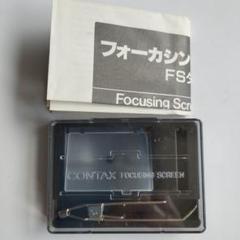 フォーカシン
FS
Focusing Scre
CONTAX FOCUSING SCREEN